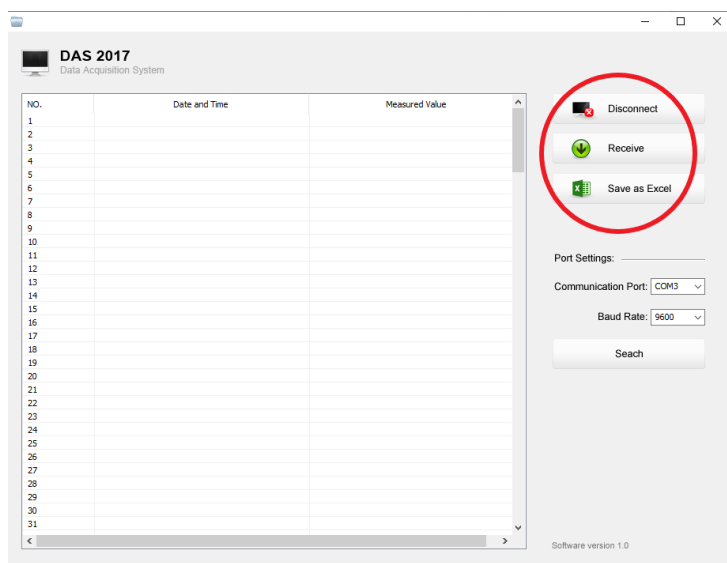 DAS 2017
Data Acquisition System
NO. Date and Time Measured Value
1
2
3
4
5
6
7
8
9
10
11
12
13
14
15
16
17
18
19
20
21
22
23
24
25
26
27
28
29
30
31
Disconnect
Receive
Save as Excel
Port Settings:
Communication Port: COM3
Baud Rate: 9600
Seach
Software version 1.0